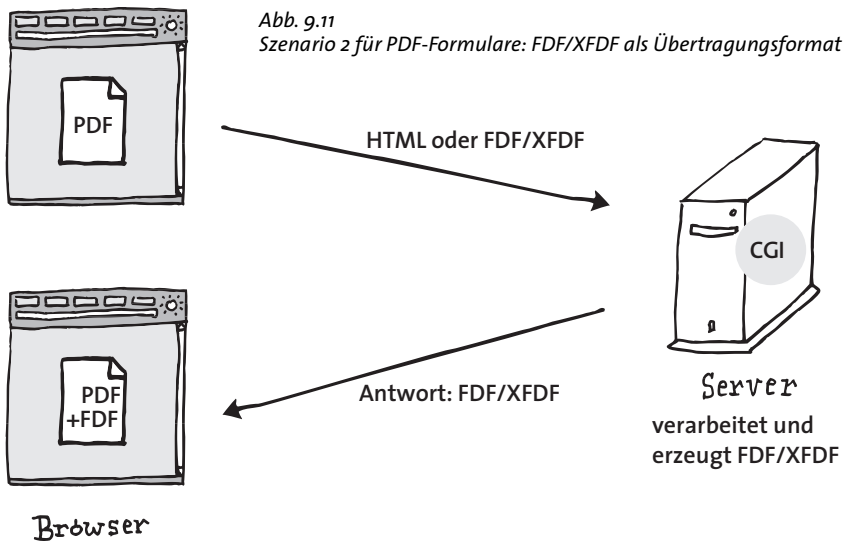 Abb. 9.11
Szenario 2 für PDF-Formulare: FDF/XFDF als Übertragungsformat
PDF
HTML oder FDF/XFDF
CGI
PDF
+FDF
Antwort: FDF/XFDF
Server
verarbeitet und
erzeugt FDF/XFDF
Browser